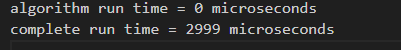 algorithm run time = 0 microseconds
complete run time = 2999 microseconds